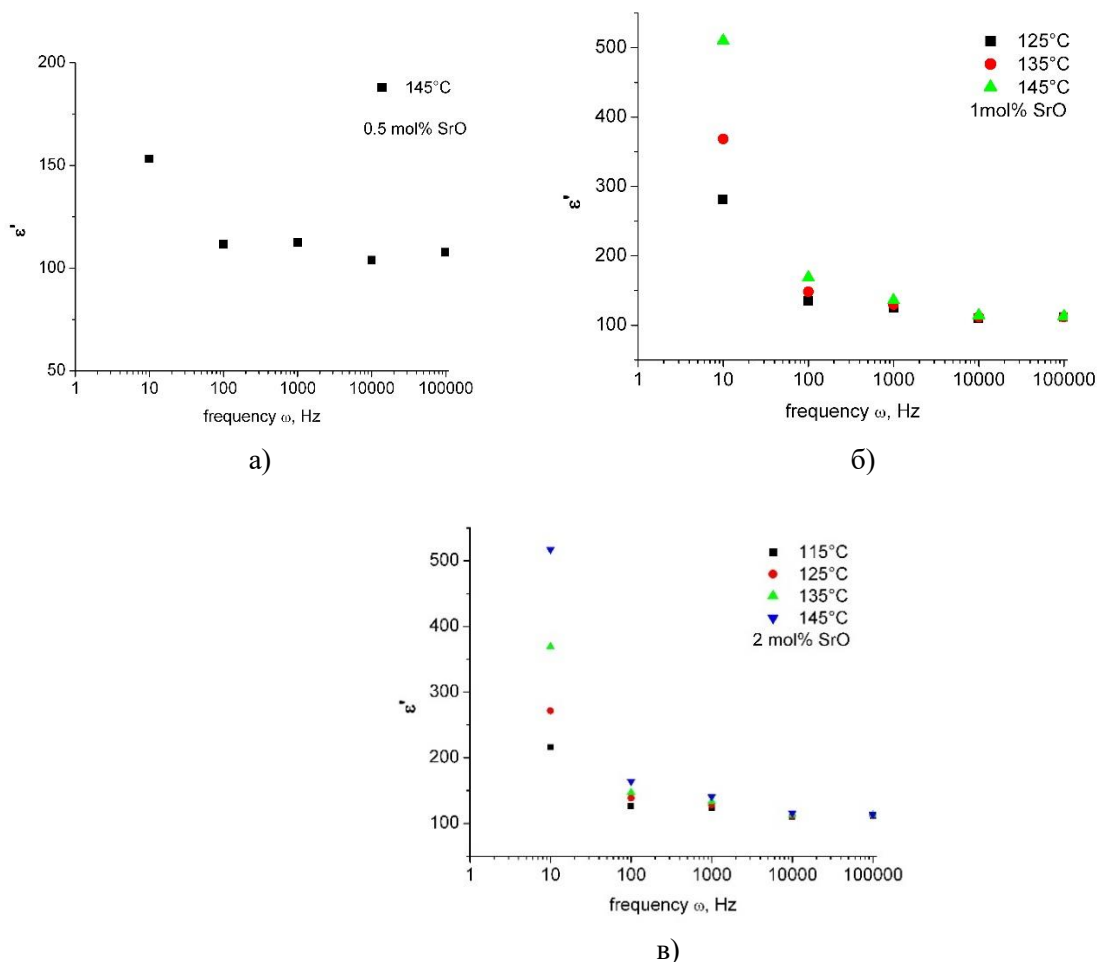 200
150
100
50
ε'
145°C
0.5 mol% SrO
1 10 100 1000 10000 100000
frequency ω, Hz
а)
500
400
300
200
100
ε'
125°C
135°C
145°C
1mol% SrO
1 10 100 1000 10000 100000
frequency ω, Hz
б)
500
400
300
200
100
ε'
115°C
125°C
135°C
145°C
2 mol% SrO
1 10 100 1000 10000 100000
frequency ω, Hz
в)